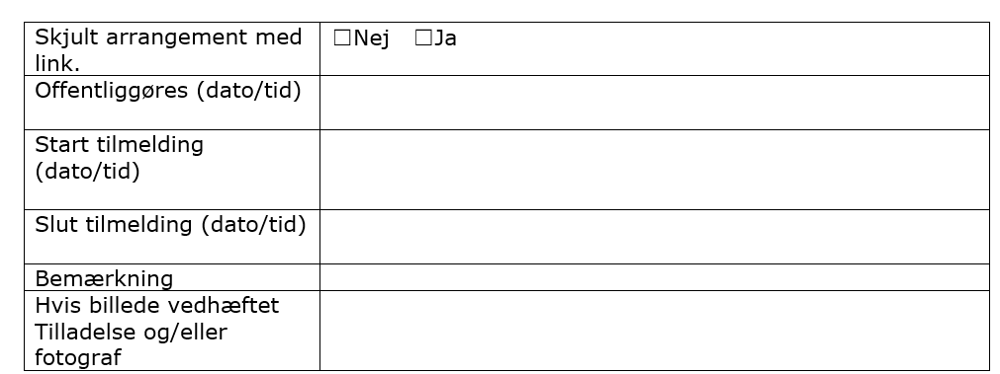 Skjult arrangement med ☐Nej ☐Ja
link.
Offentliggøres (dato/tid)
Start tilmelding
(dato/tid)
Slut tilmelding (dato/tid)
Bemærkning
Hvis billede vedhæftet
Tilladelse og/eller
fotograf